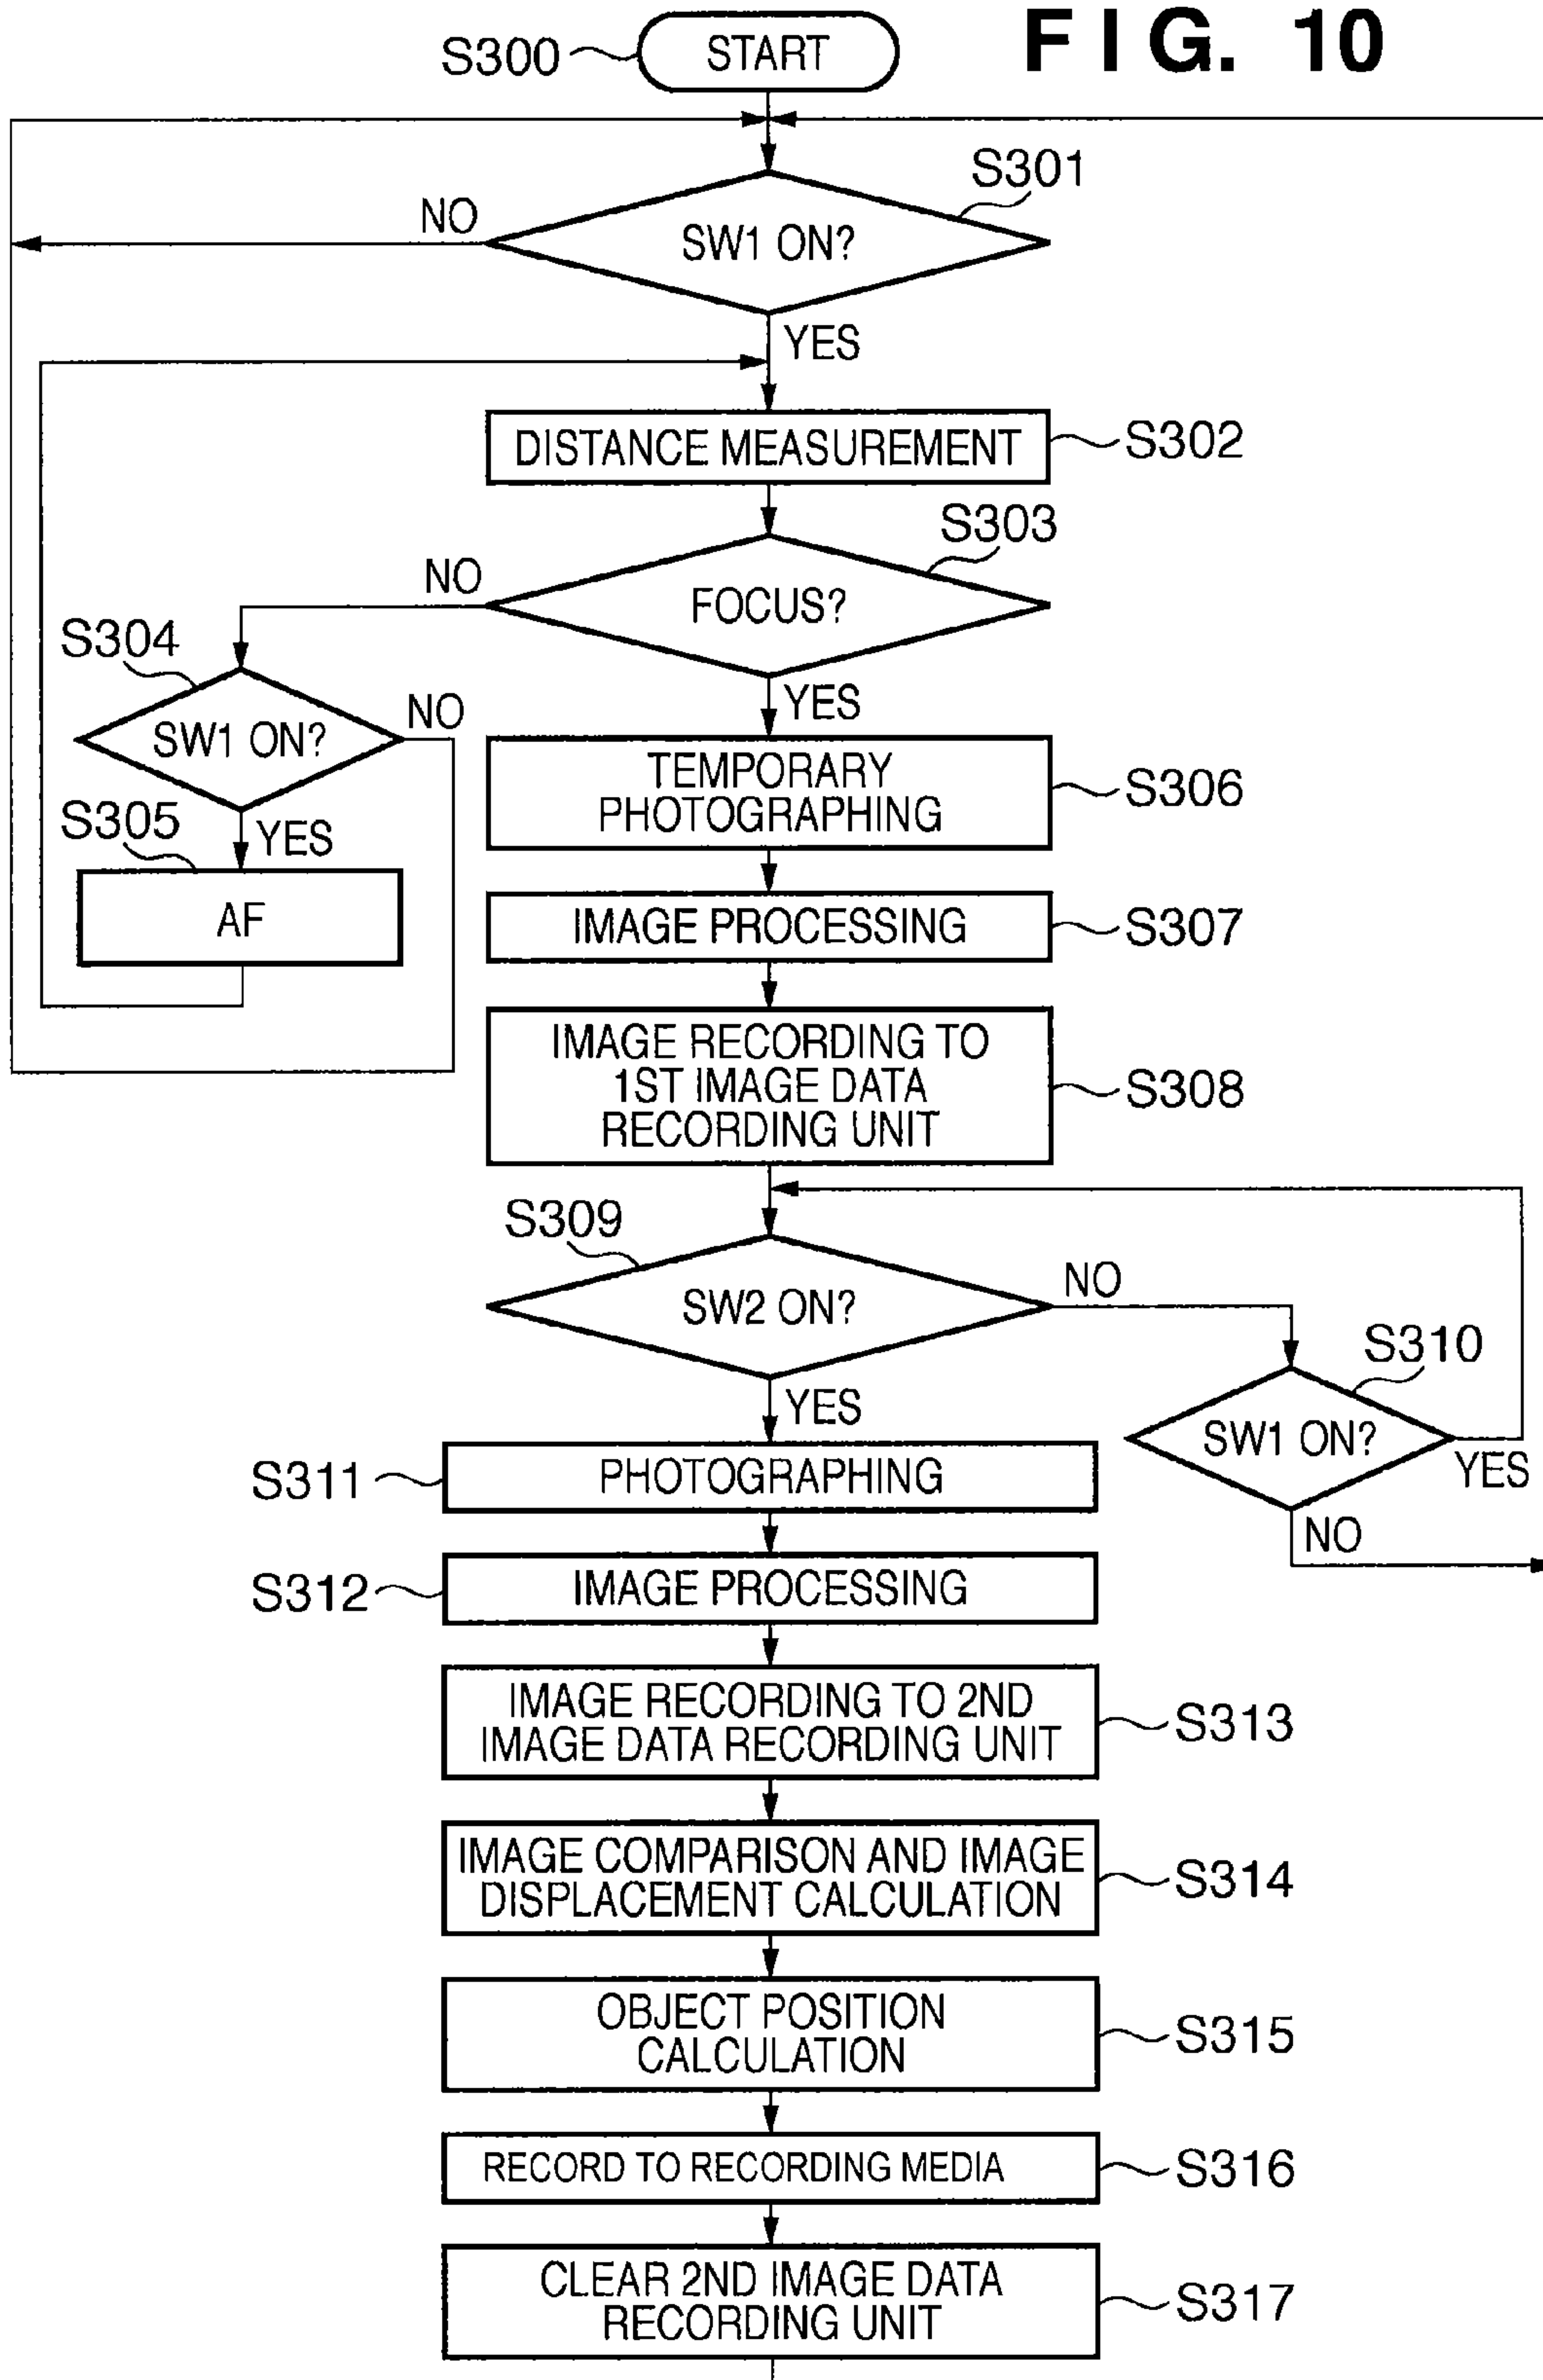 FIG. 10
S300
START
S301
NO
SW1 ON?
YES
DISTANCE MEASUREMENT
S302
S303
NO
FOCUS?
S304
YES
SW1 ON?
NO
TEMPORARY
PHOTOGRAPHING
S306
S305
YES
AF
IMAGE PROCESSING
S307
IMAGE RECORDING TO
1ST IMAGE DATA
RECORDING UNIT
S308
S309
SW2 ON?
NO
S310
YES
SW1 ON?
YES
S311
PHOTOGRAPHING
NO
S312
IMAGE PROCESSING
IMAGE RECORDING TO 2ND
IMAGE DATA RECORDING UNIT
S313
IMAGE COMPARISON AND IMAGE
DISPLACEMENT CALCULATION
S314
OBJECT POSITION
CALCULATION
S315
RECORD TO RECORDING MEDIA
S316
CLEAR 2ND IMAGE DATA
RECORDING UNIT
S317